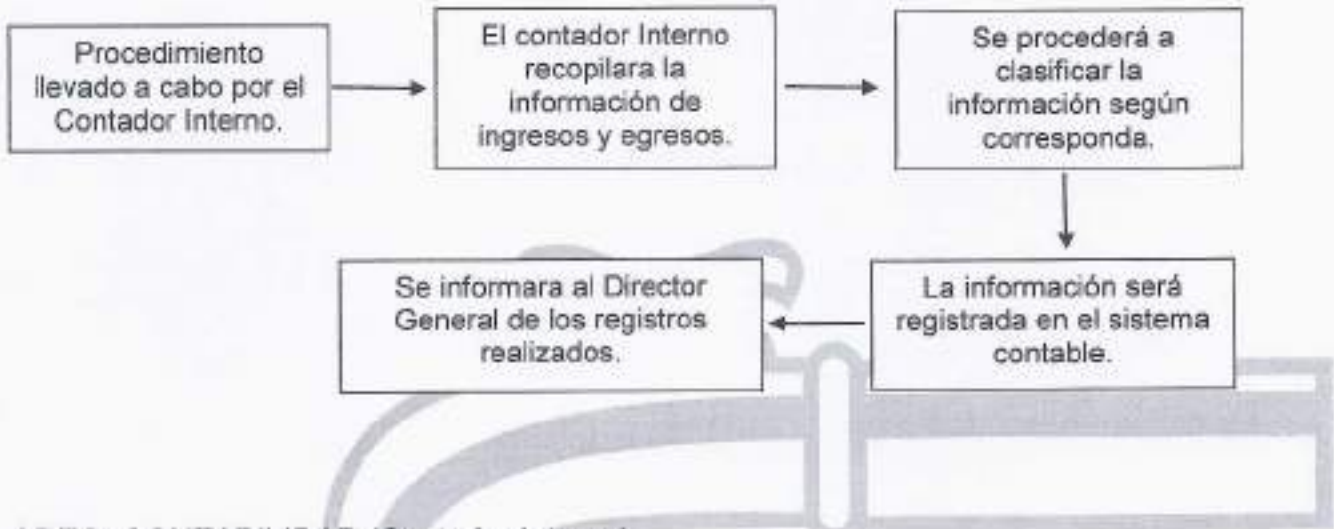 Procedimiento
llevado a cabo por el
Contador Interno.
El contador Interno
recopilara la
información de
ingresos y egresos.
Se procederá a
clasificar la
información según
corresponda.
La información será
registrada en el sistema
contable.
Se informara al Director
General de los registros
realizados.